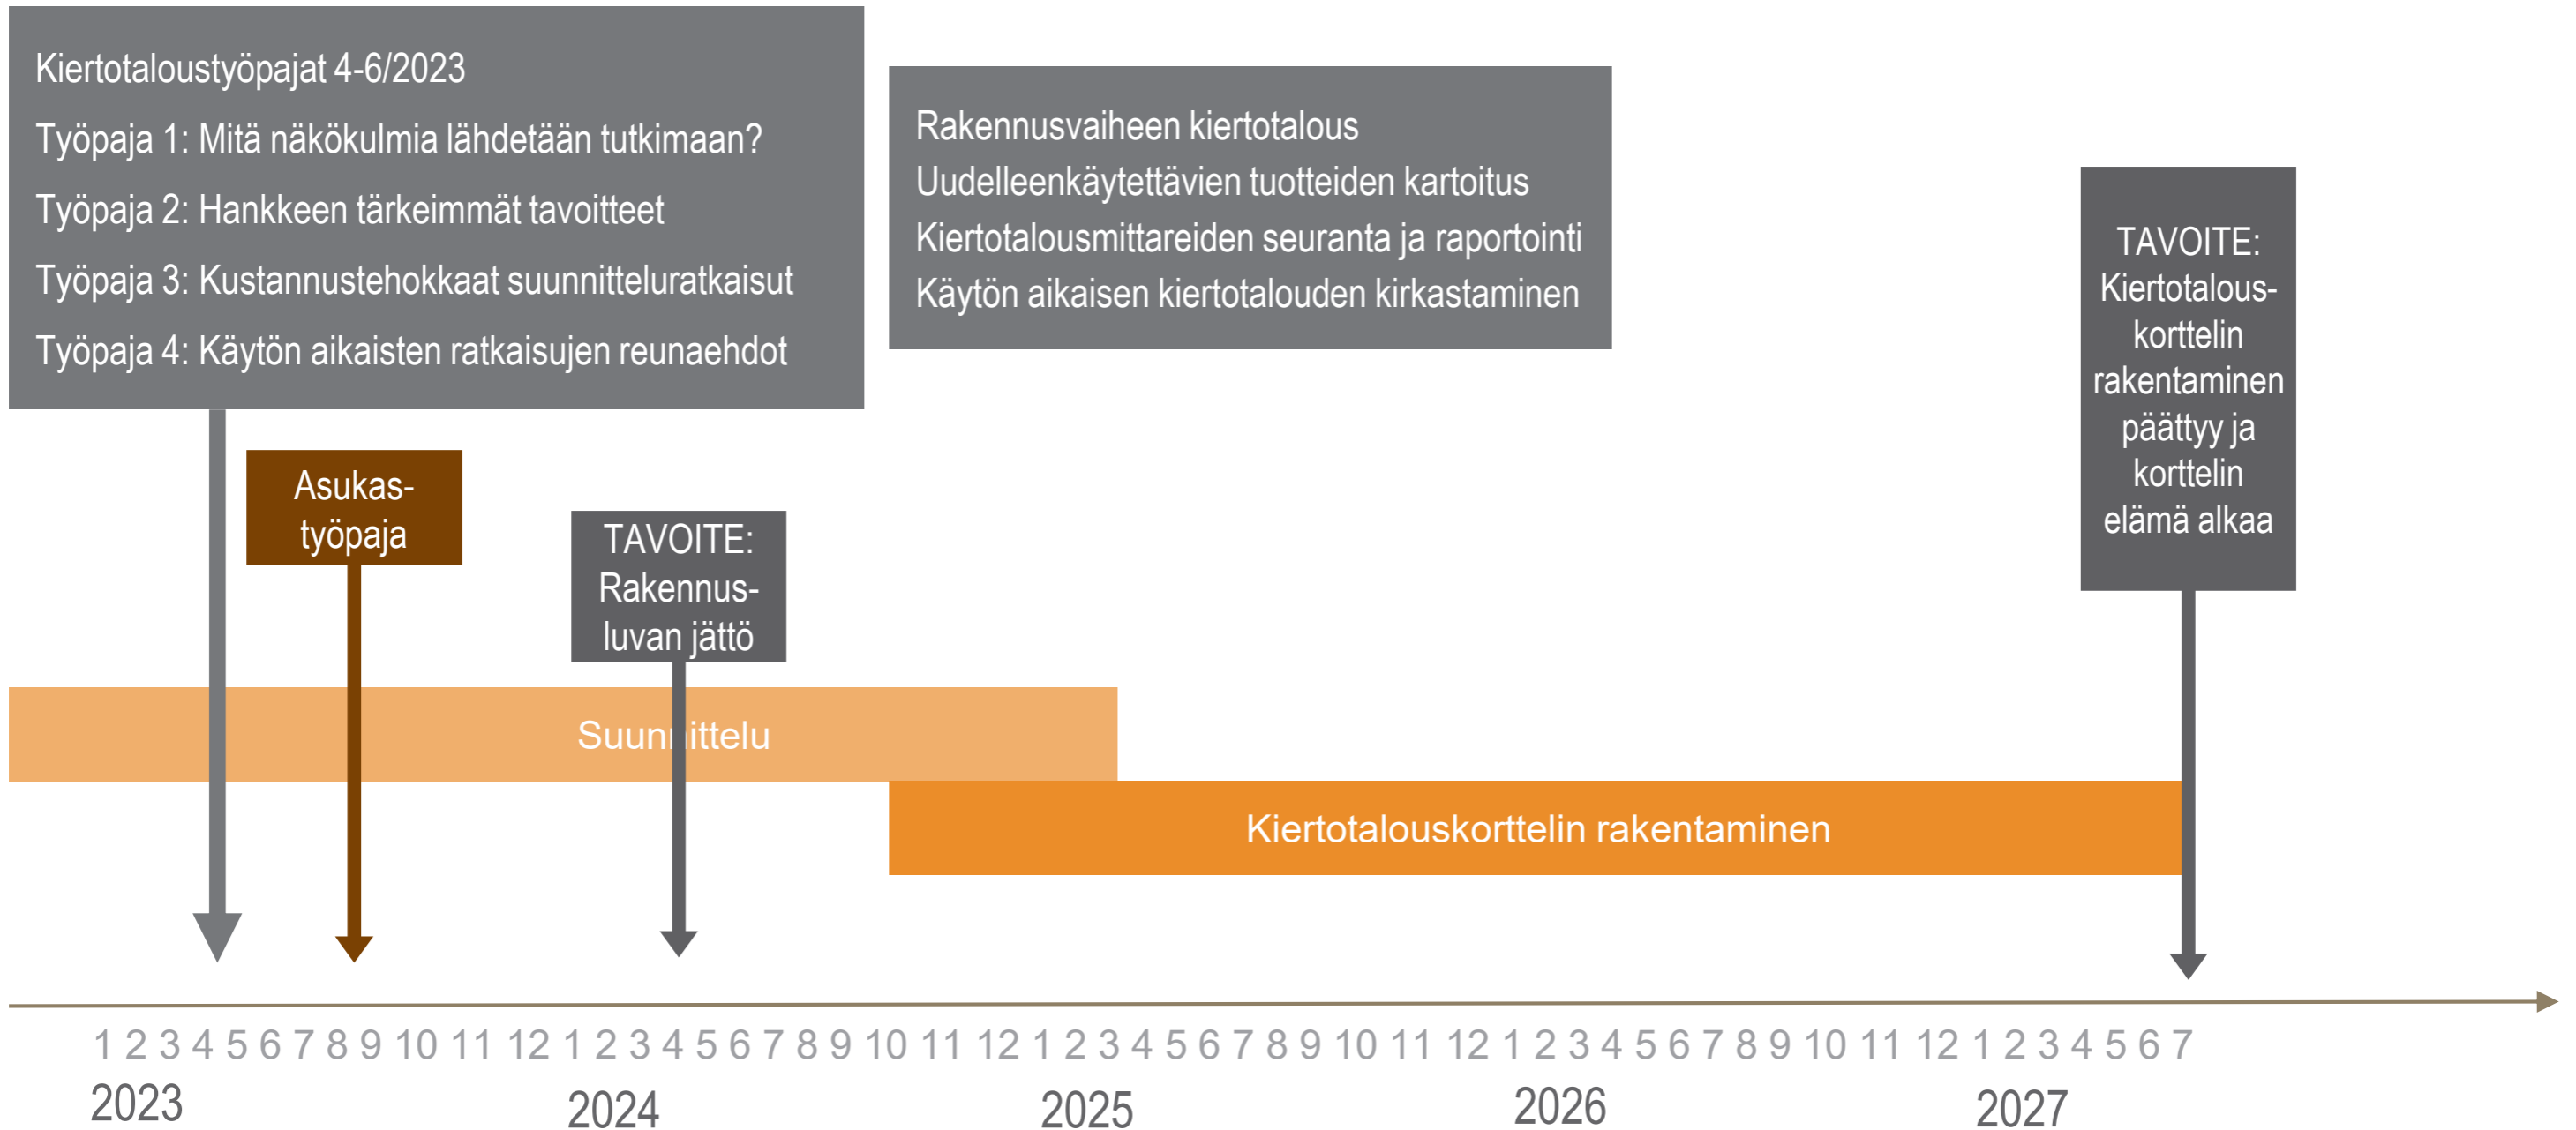 Kiertotaloustyöpajat 4-6/2023
Työpaja 1: Mitä näkökulmia lähdetään tutkimaan?
Työpaja 2: Hankkeen tärkeimmät tavoitteet
Työpaja 3: Kustannustehokkaat suunnitteluratkaisut
Työpaja 4: Käytön aikaisten ratkaisujen reunaehdot
Rakennusvaiheen kiertotalous
Uudelleenkäytettävien tuotteiden kartoitus
Kiertotalousmittareiden seuranta ja raportointi
Käytön aikaisen kiertotalouden kirkastaminen
TAVOITE:
Kiertotalous-
korttelin
rakentaminen
päättyy ja
korttelin
elämä alkaa
Asukas-
työpaja
TAVOITE:
Rakennus-
luvan jättö
Suunnittelu
Kiertotalouskorttelin rakentaminen
1 2 3 4 5 6 7 8 9 10 11 12 1 2 3 4 5 6 7 8 9 10 11 12 1 2 3 4 5 6 7 8 9 10 11 12 1 2 3 4 5 6 7 8 9 10 11 12 1 2 3 4 5 6 7
2023 2024 2025 2026 2027